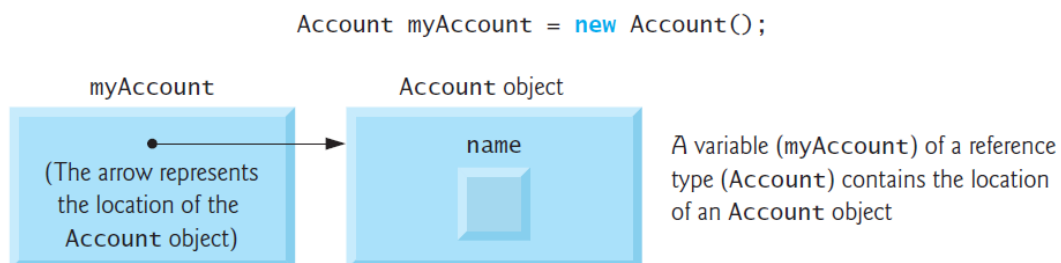 Account myAccount = new Account();
myAccount
Account object
(The arrow represents
the location of the
Account object)
name
A variable (myAccount) of a reference
type (Account) contains the location
of an Account object